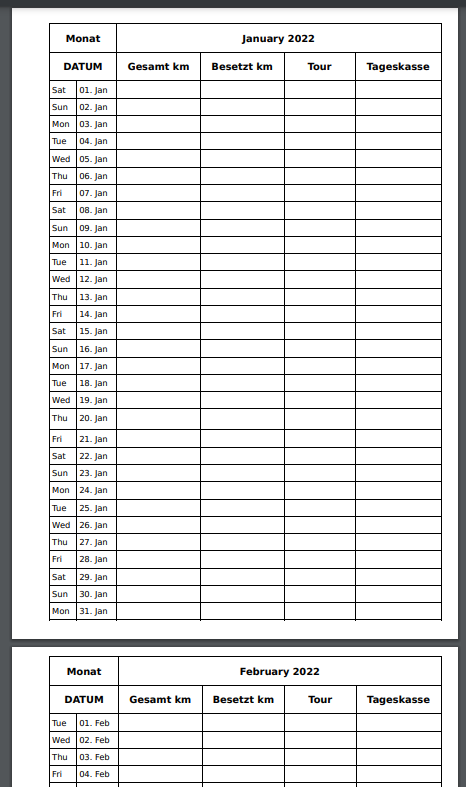 Monat January 2022
DATUM Gesamt km Besetzt km Tour Tageskasse
Sat 01. Jan
Sun 02. Jan
Mon 03. Jan
Tue 04. Jan
Wed 05. Jan
Thu 06. Jan
Fri 07. Jan
Sat 08. Jan
Sun 09. Jan
Mon 10. Jan
Tue 11. Jan
Wed 12. Jan
Thu 13. Jan
Fri 14. Jan
Sat 15. Jan
Sun 16. Jan
Mon 17. Jan
Tue 18. Jan
Wed 19. Jan
Thu 20. Jan
Fri 21. Jan
Sat 22. Jan
Sun 23. Jan
Mon 24. Jan
Tue 25. Jan
Wed 26. Jan
Thu 27. Jan
Fri 28. Jan
Sat 29. Jan
Sun 30. Jan
Mon 31. Jan
Monat February 2022
DATUM Gesamt km Besetzt km Tour Tageskasse
Tue 01. Feb
Wed 02. Feb
Thu 03. Feb
Fri 04. Feb